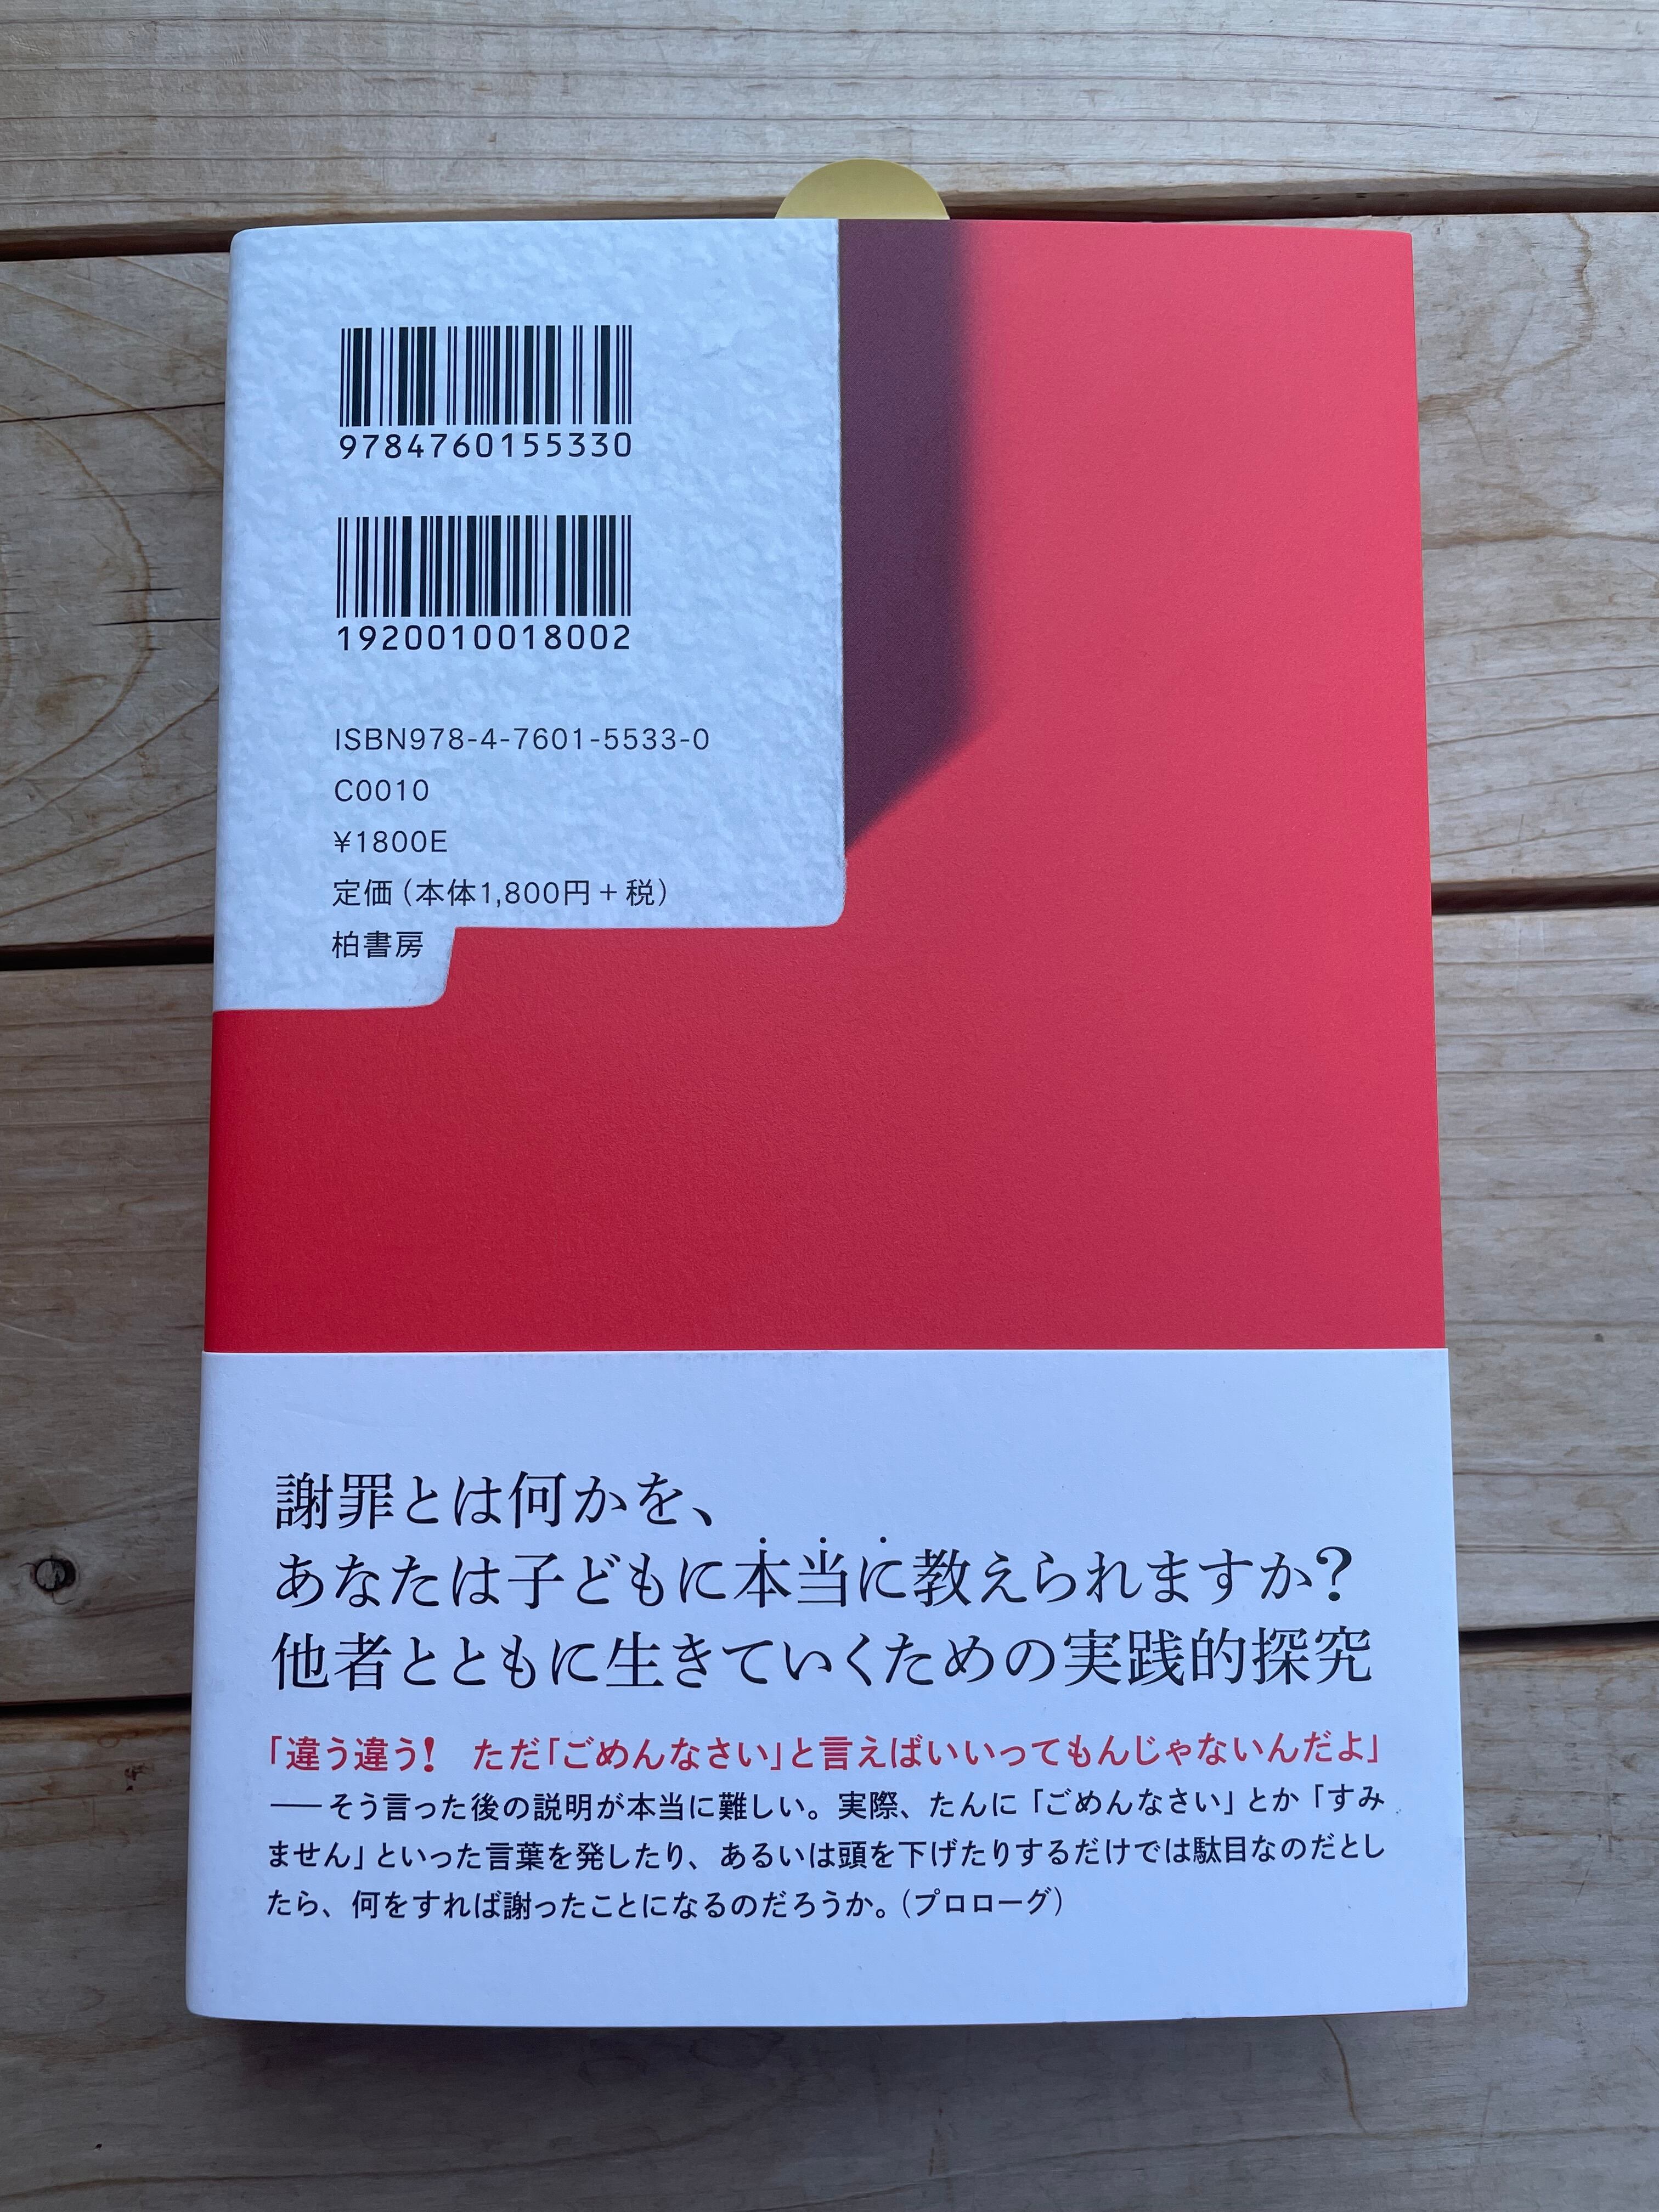 9784760155330
1920010018002
ISBN978-4-7601-5533-0
C0010
¥1800E
定価（本体1,800円＋税）
柏書房
謝罪とは何かを、
あなたは子どもに本当に教えられますか？
他者とともに生きていくための実践的探究
「違う違う！　ただ「ごめんなさい」と言えばいいってもんじゃないんだよ」
――そう言った後の説明が本当に難しい。実際、たんに「ごめんなさい」とか「すみ
ません」といった言葉を発したり、あるいは頭を下げたりするだけでは駄目なのだとし
たら、何をすれば謝ったことになるのだろうか。（プロローグ）